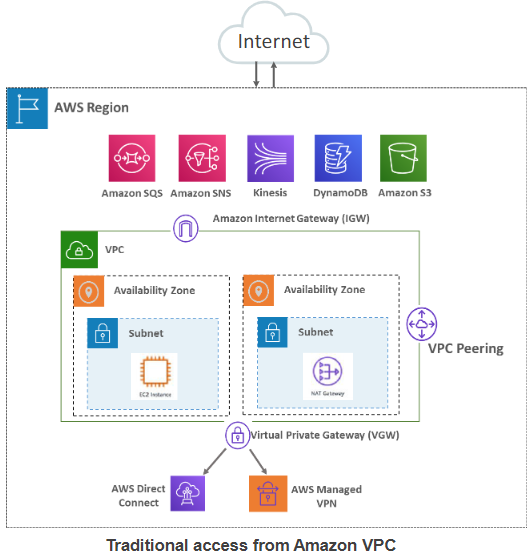 Internet
AWS Region
Amazon SQS
Amazon SNS
Kinesis
DynamoDB
Amazon S3
Amazon Internet Gateway (IGW)
VPC
Availability Zone
Availability Zone
Subnet
Subnet
EC2 Instance
NAT Gateway
VPC Peering
Virtual Private Gateway (VGW)
AWS Direct
Connect
AWS Managed
VPN
Traditional access from Amazon VPC